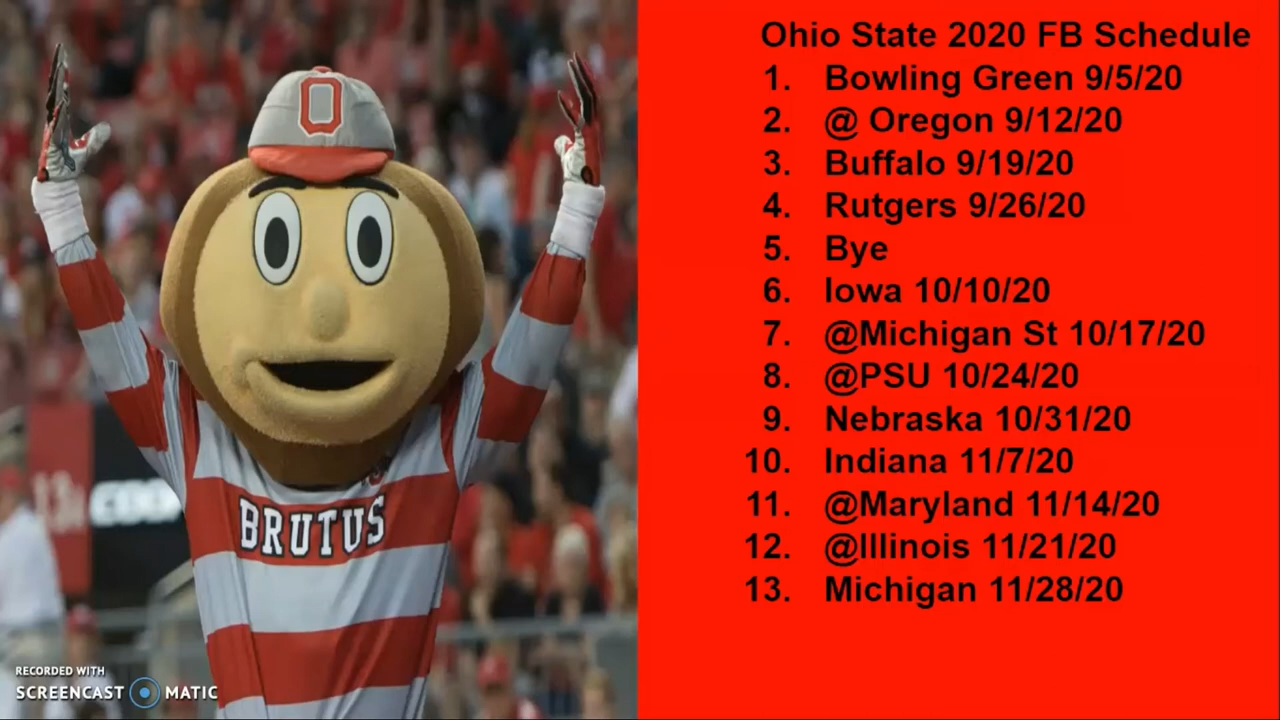 O
BRUTUS
RECORDED WITH
SCREENCAST MATIC
Ohio State 2020 FB Schedule
1. Bowling Green 9/5/20
2. @ Oregon 9/12/20
3. Buffalo 9/19/20
4. Rutgers 9/26/20
5. Bye
6. Iowa 10/10/20
7. @Michigan St 10/17/20
8. @PSU 10/24/20
9. Nebraska 10/31/20
10. Indiana 11/7/20
11. @Maryland 11/14/20
12. @Illinois 11/21/20
13. Michigan 11/28/20